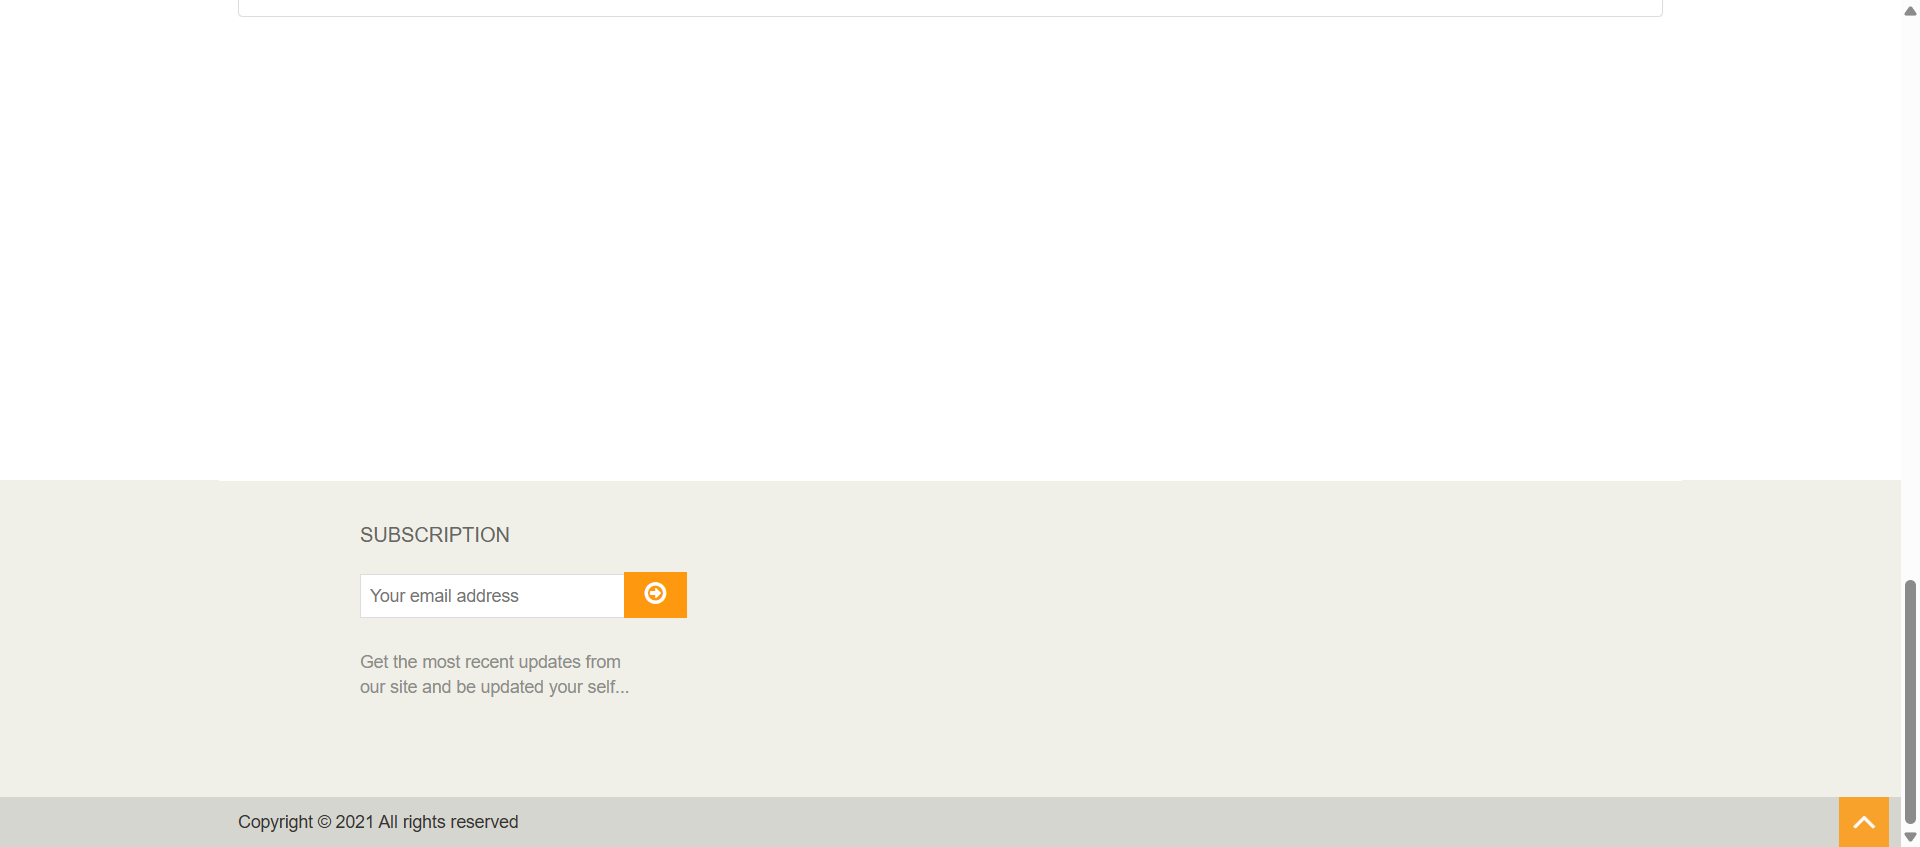 SUBSCRIPTION
Your email address
Get the most recent updates from
our site and be updated your self...
Copyright © 2021 All rights reserved